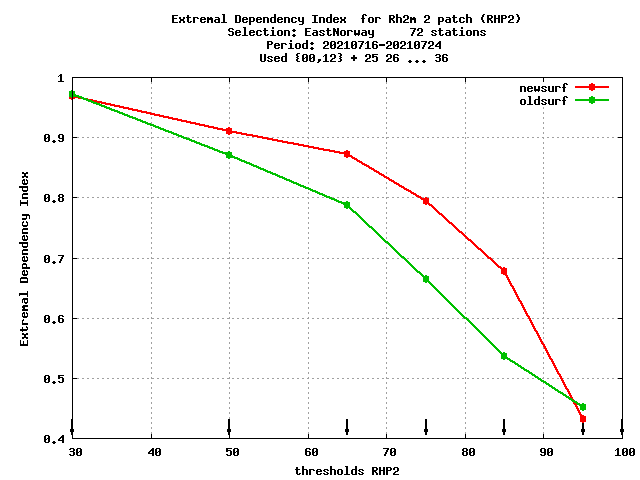 Extremal Dependency Index  for Rh2m 2 patch (RHP2)
Selection: EastNorway     72 stations
Period: 20210716-20210724
Used {00,12} + 25 26 ... 36
1
newsurf
oldsurf
0.9
0.8
Extremal Dependency Index
0.7
0.6
0.5
0.4
30 40 50 60 70 80 90 100
thresholds RHP2